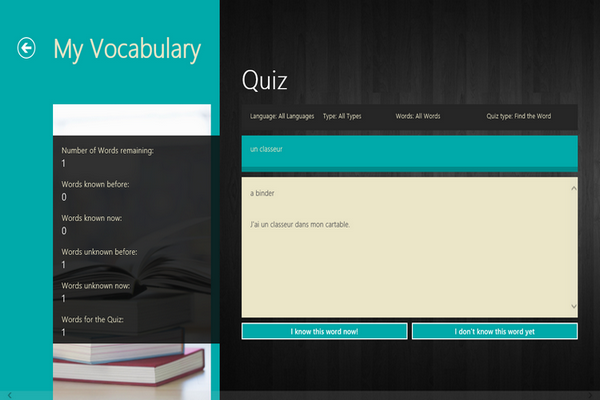 My Vocabulary
Number of Words remaining:
1
Words known before:
0
Words known now:
0
Words unknown before:
1
Words unknown now:
1
Words for the Quiz:
1
Quiz
Language: All Languages Type: All Types Words: All Words Quiz type: Find the Word
un classeur
a binder
J'ai un classeur dans mon cartable.
I know this word now! I don't know this word yet